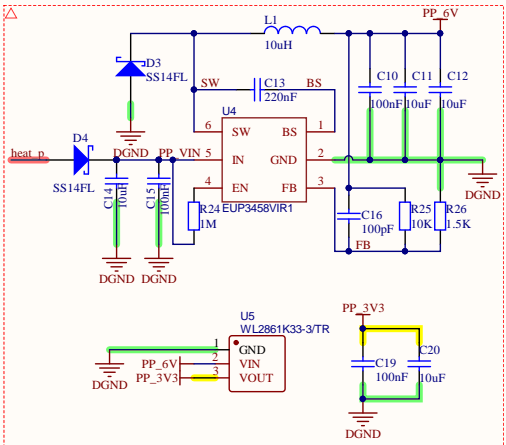 PP_6V
L1
10uH
D3
SS14FL
SW
C13
BS
220nF
C10
C11
C12
100nF
10uF
10uF
DGND
U4
6
SW
BS
1
heat_p
D4
SS14FL
PP_VIN
5
IN
GND
2
4
EN
FB
3
DGND
C14
10uF
C15
100nF
R24
1M
EUP3458VIR1
C16
100pF
R25
10K
R26
1.5K
FB
DGND
DGND
U5
WL2861K33-3/TR
PP_3V3
1
GND
PP_6V
2
VIN
PP_3V3
3
VOUT
DGND
C19
100nF
C20
10uF
DGND